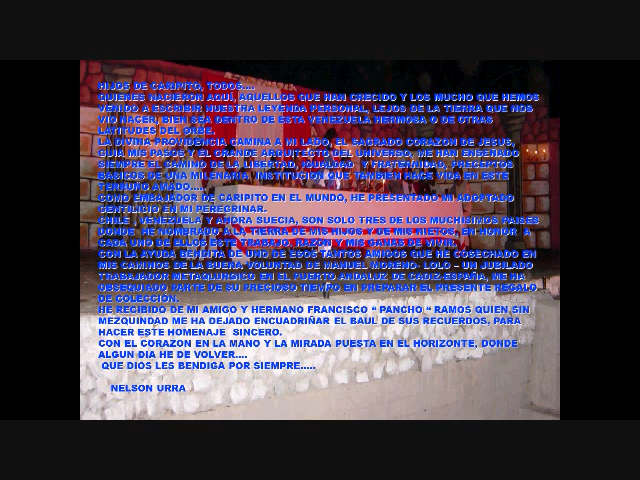 HIJOS DE CARIPITO, TODOS....
QUIENES NACIERON AQUÍ, AQUELLOS QUE HAN CRECIDO Y LOS MUCHO QUE HEMOS
VENIDO A ESCRIBIR NUESTRA LEYENDA PERSONAL, LEJOS DE LA TIERRA QUE NOS
VIO NACER, BIEN SEA DENTRO DE ESTA VENEZUELA HERMOSA O DE OTRAS
LATITUDES DEL ORBE.
LA DIVINA PROVIDENCIA CAMINA A MI LADO, EL SAGRADO CORAZON DE JESUS,
GUIA MIS PASOS Y EL GRANDE ARQUITECTO DEL UNIVERSO, ME HAN ENSEÑADO
SIEMPRE EL CAMINO DE LA LIBERTAD, IGUALDAD Y FRATERNIDAD, PRECEPTOS
BASICOS DE UNA MILENARIA INSTITUCION QUE TAMBIEN HACE VIDA EN ESTE
TERRUÑO AMADO.....
COMO EMBAJADOR DE CARIPITO EN EL MUNDO, HE PRESENTADO MI ADOPTADO
GENTILICIO EN MI PEREGRINAR.
CHILE , VENEZUELA Y AHORA SUECIA, SON SOLO TRES DE LOS MUCHISIMOS PAISES
DONDE HE NOMBRADO A LA TIERRA DE MIS HIJOS Y DE MIS NIETOS, EN HONOR A
CADA UNO DE ELLOS ESTE TRABAJO, RAZON Y MIS GANAS DE VIVIR.
CON LA AYUDA BENDITA DE UNO DE ESOS TANTOS AMIGOS QUE HE COSECHADO EN
MIS CAMINOS DE LA BUENA VOLUNTAD DE MANUEL MORENO- LOLO – UN JUBILADO
TRABAJADOR METALQURGICO EN EL PUERTO ANDALUZ DE CADIZ-ESPAÑA, ME HA
OBSEQUIADO PARTE DE SU PRECIOSO TIEMPO EN PREPARAR EL PRESENTE REGALO
DE COLECCIÓN.
HE RECIBIDO DE MI AMIGO Y HERMANO FRANCISCO “ PANCHO “ RAMOS QUIEN SIN
MEZQUINDAD ME HA DEJADO ENCUADRIÑAR EL BAUL DE SUS RECUERDOS, PARA
HACER ESTE HOMENAJE SINCERO.
CON EL CORAZON EN LA MANO Y LA MIRADA PUESTA EN EL HORIZONTE, DONDE
ALGUN DIA HE DE VOLVER....
QUE DIOS LES BENDIGA POR SIEMPRE.....
NELSON URRA